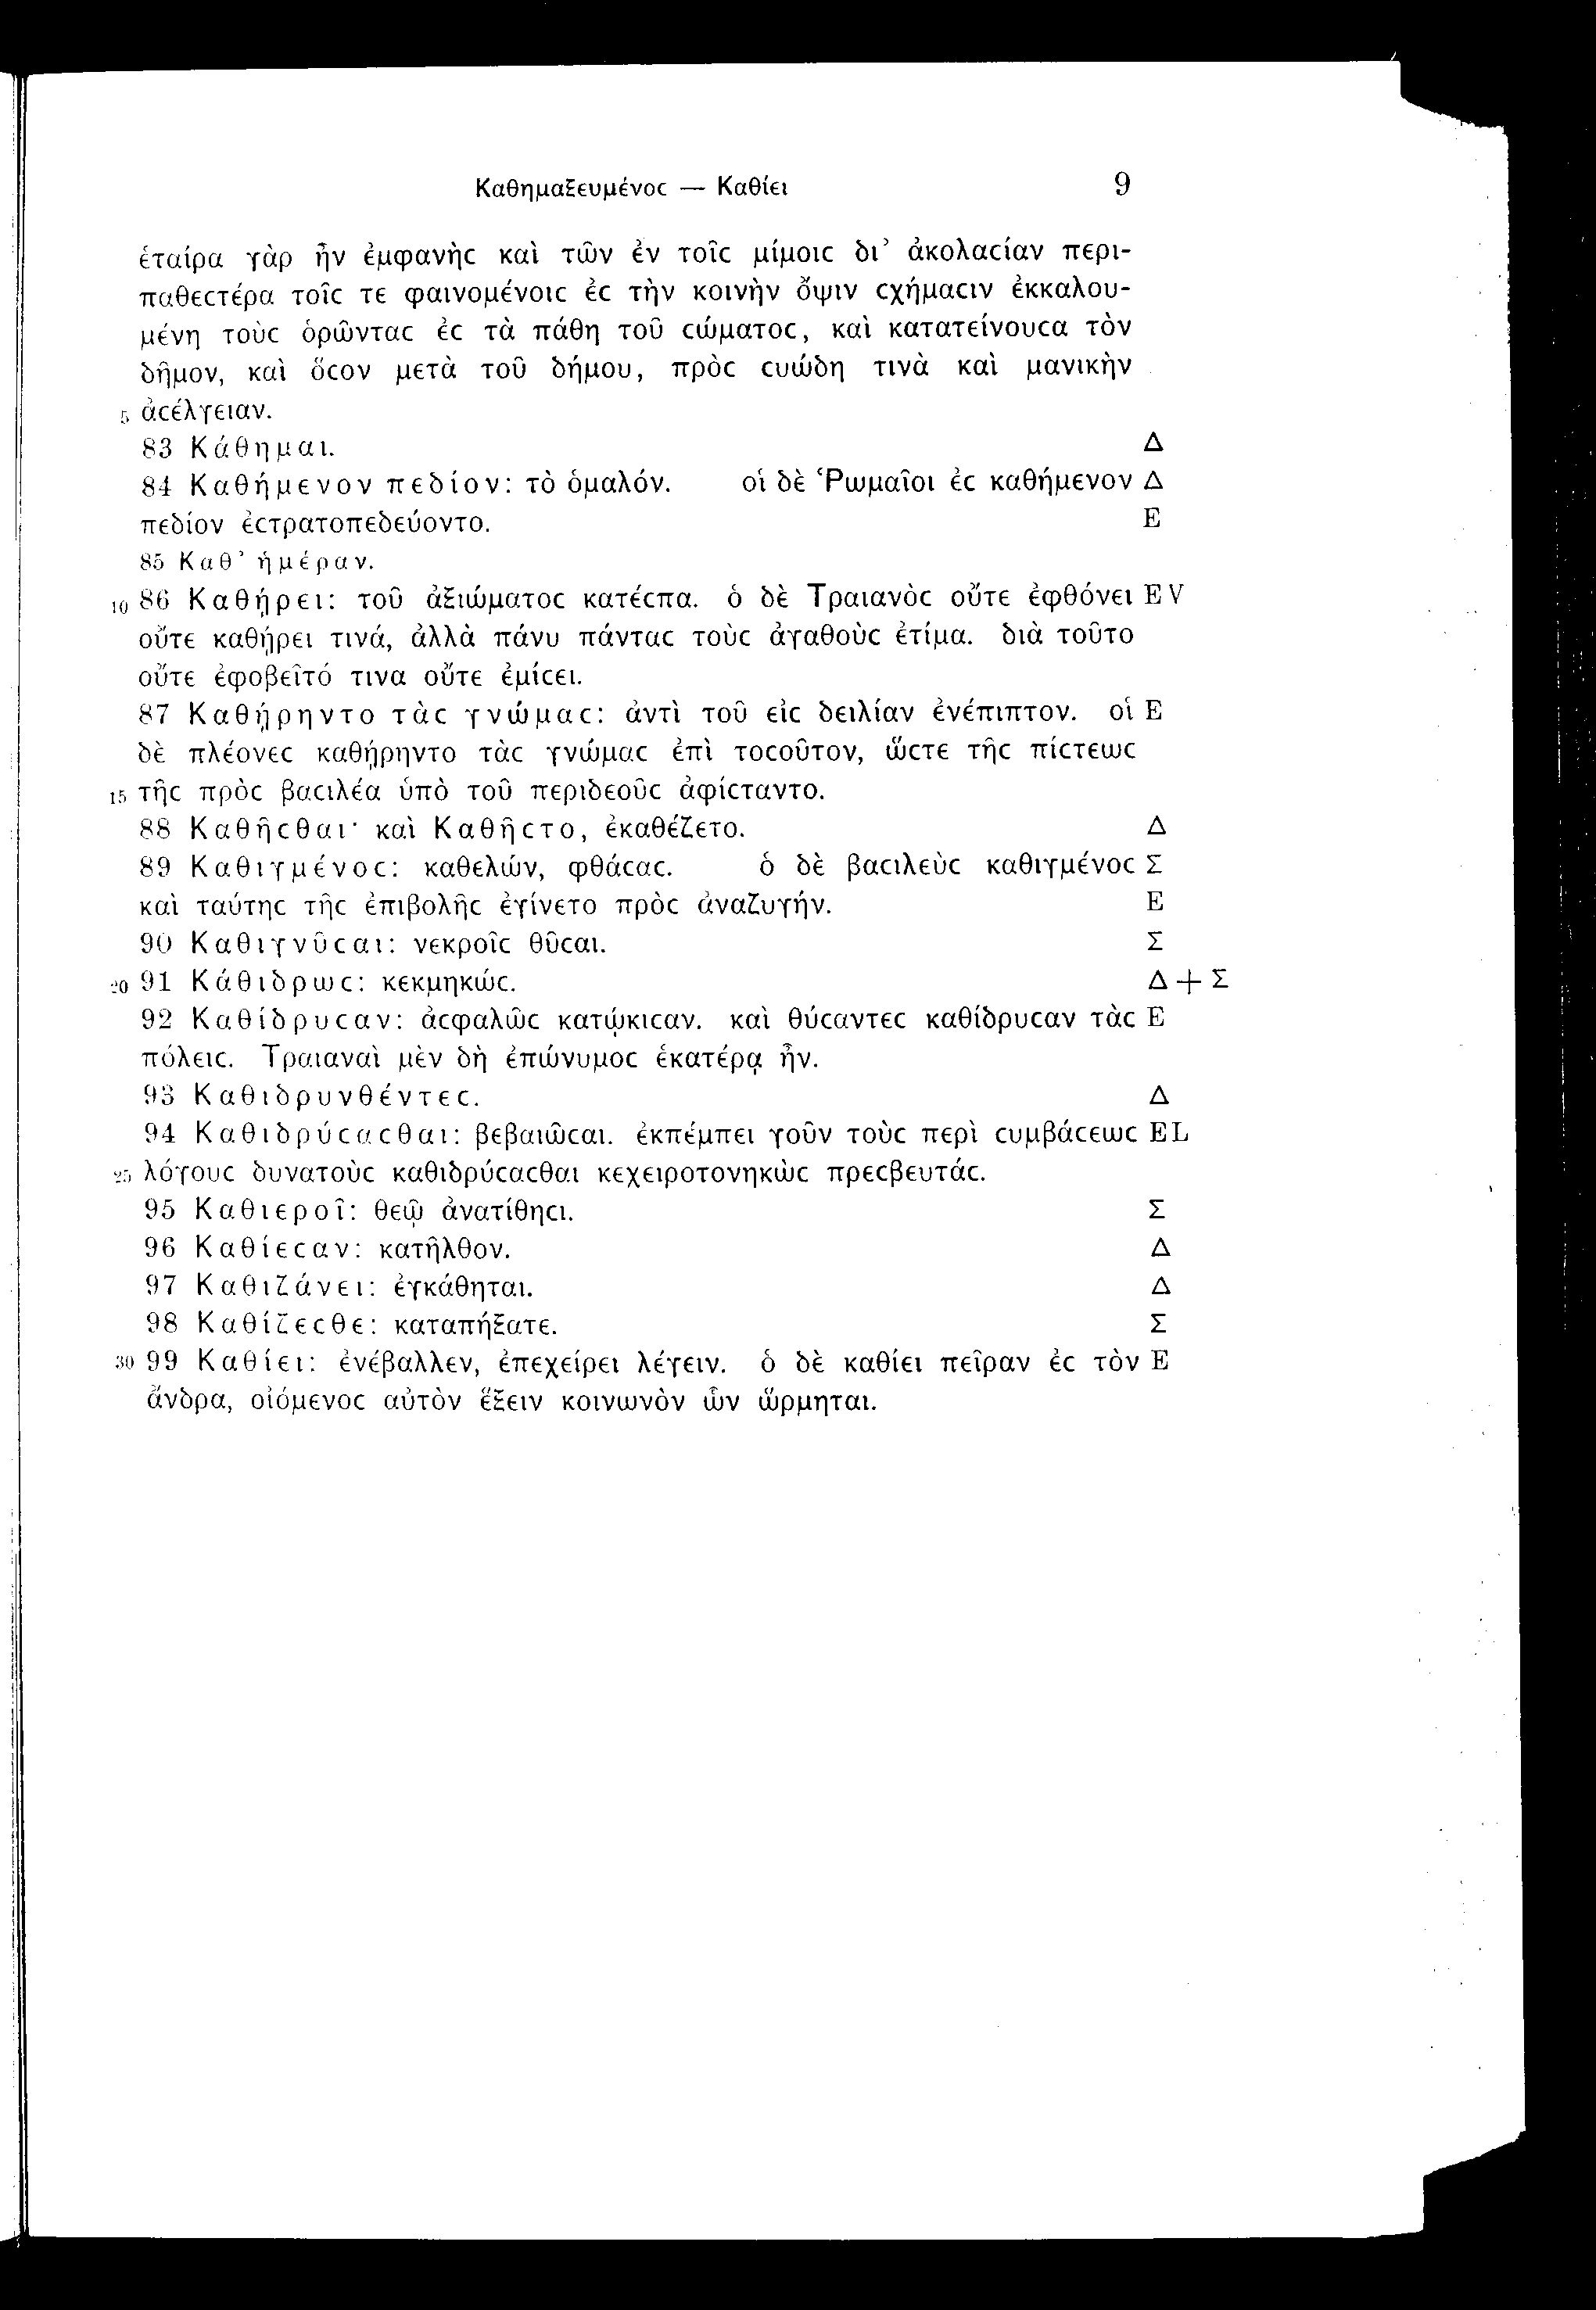 Καθημαξευμένοϲ — Καθίει 9
ἑταίρα γὰρ ἦν ἐμφανὴϲ καὶ τῶν ἐν τοῖϲ μίμοιϲ δι’ ἀκολαϲίαν περι-
παθεϲτέρα τοῖϲ τε φαινομένοιϲ ἐϲ τὴν κοινὴν ὄψιν ϲχήμαϲιν ἐκκαλου-
μένη τοὺϲ ὁρῶνταϲ ἐϲ τὰ πάθη τοῦ ϲώματοϲ, καὶ κατατείνουϲα τὸν
δῆμον, καὶ ὅϲον μετὰ τοῦ δήμου, πρὸϲ ϲυώδη τινὰ καὶ μανικὴν
5 ἀϲέλγειαν.
83 Κάθημαι. Δ
84 Καθήμενον πεδίον: τὸ ὁμαλόν. οἱ δὲ Ῥωμαῖοι ἐϲ καθήμενον Δ
πεδίον ἐϲτρατοπεδεύοντο. E
85 Καθ’ ἡμέραν.
10 86 Καθῄρει: τοῦ ἀξιώματοϲ κατέϲπα. ὁ δὲ Τραιανὸϲ οὔτε ἐφθόνει E V
οὔτε καθῄρει τινά, ἀλλὰ πάνυ πάνταϲ τοὺϲ ἀγαθοὺϲ ἐτίμα. διὰ τοῦτο
οὔτε ἐφοβεῖτό τινα οὔτε ἐμίϲει.
87 Καθῄρηντο τὰϲ γνώμαϲ: ἀντὶ τοῦ εἰϲ δειλίαν ἐνέπιπτον. οἱ E
δὲ πλέονεϲ καθῄρηντο τὰϲ γνώμαϲ ἐπὶ τοϲοῦτον, ὥϲτε τῆϲ πίϲτεωϲ
15 τῆϲ πρὸϲ βαϲιλέα ὑπὸ τοῦ περιδεοῦϲ ἀφίϲταντο.
88 Καθῆϲθαι· καὶ Καθῆϲτο, ἐκαθέζετο. Δ
89 Καθιγμένοϲ: καθελών, φθάϲαϲ. ὁ δὲ βαϲιλεὺϲ καθιγμένοϲ Σ
καὶ ταύτηϲ τῆϲ ἐπιβολῆϲ ἐγίνετο πρὸϲ ἀναζυγήν. E
90 Καθιγνῦϲαι: νεκροῖϲ θῦϲαι. Σ
20 91 Κάθιδρωϲ: κεκμηκώϲ. Δ + Σ
92 Καθίδρυϲαν: ἀϲφαλῶϲ κατῴκιϲαν. καὶ θύϲαντεϲ καθίδρυϲαν τὰϲ E
πόλειϲ. Τραιαναὶ μὲν δὴ ἐπώνυμοϲ ἑκατέρᾳ ἦν.
93 Καθιδρυνθέντεϲ. Δ
94 Καθιδρύϲαϲθαι: βεβαιῶϲαι. ἐκπέμπει γοῦν τοὺϲ περὶ ϲυμβάϲεωϲ EL
25 λόγουϲ δυνατοὺϲ καθιδρύϲαϲθαι κεχειροτονηκὼϲ πρεϲβευτάϲ.
95 Καθιεροῖ: θεῷ ἀνατίθηϲι. Σ
96 Καθίεϲαν: κατῆλθον. Δ
97 Καθιζάνει: ἐγκάθηται. Δ
98 Καθίζεϲθε: καταπήξατε. Σ
30 99 Καθίει: ἐνέβαλλεν, ἐπεχείρει λέγειν. ὁ δὲ καθίει πεῖραν ἐϲ τὸν E
ἄνδρα, οἰόμενοϲ αὐτὸν ἕξειν κοινωνὸν ὧν ὥρμηται.